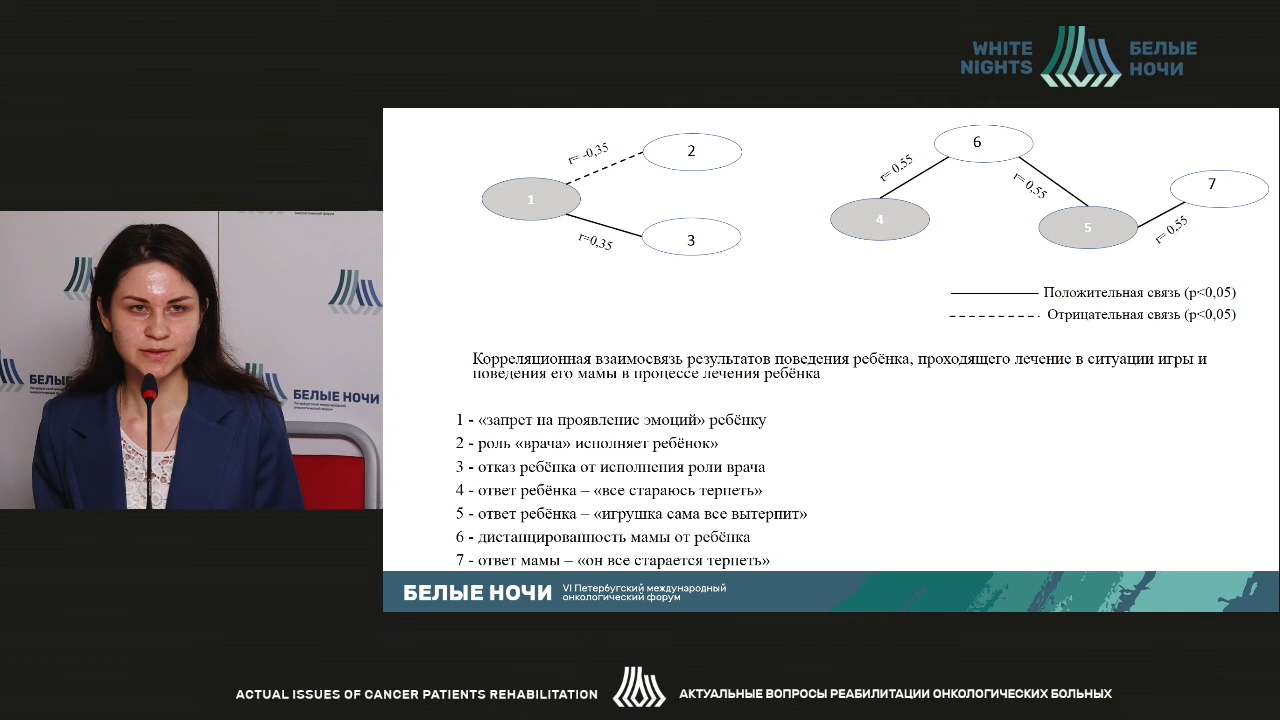 WHITE
NIGHTS
БЕЛЫЕ
НОЧИ
r= -0,35
2
1
3
r=0,35
6
r= 0,55
r= 0,55
7
4
5
r= 0,55
Положительная связь (p<0,05)
Отрицательная связь (p<0,05)
Корреляционная взаимосвязь результатов поведения ребёнка, проходящего лечение в ситуации игры и
поведения его мамы в процессе лечения ребёнка
1 - «запрет на проявление эмоций» ребёнку
2 - роль «врача» исполняет ребёнок»
3 - отказ ребёнка от исполнения роли врача
4 - ответ ребёнка – «все стараюсь терпеть»
5 - ответ ребёнка – «игрушка сама все вытерпит»
6 - дистанцированность мамы от ребёнка
7 - ответ мамы – «он все старается терпеть»
БЕЛЫЕ НОЧИ
VI Петербургский международный
онкологический форум
БЕЛЫЕ
БЕЛЫЕ НОЧИ
ACTUAL ISSUES OF CANCER PATIENTS REHABILITATION
АКТУАЛЬНЫЕ ВОПРОСЫ РЕАБИЛИТАЦИИ ОНКОЛОГИЧЕСКИХ БОЛЬНЫХ